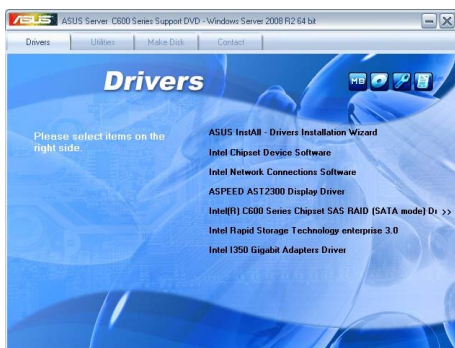 ASUS ASUS Server C600 Series Support DVD - Windows Server 2008 R2 64 bit
Drivers Utilities Make Disk Contact
Drivers
MB
Please select items on the
right side.
ASUS InstAll - Drivers Installation Wizard
Intel Chipset Device Software
Intel Network Connections Software
ASPEED AST2300 Display Driver
Intel(R) C600 Series Chipset SAS RAID (SATA mode) Dr >>
Intel Rapid Storage Technology enterprise 3.0
Intel I350 Gigabit Adapters Driver